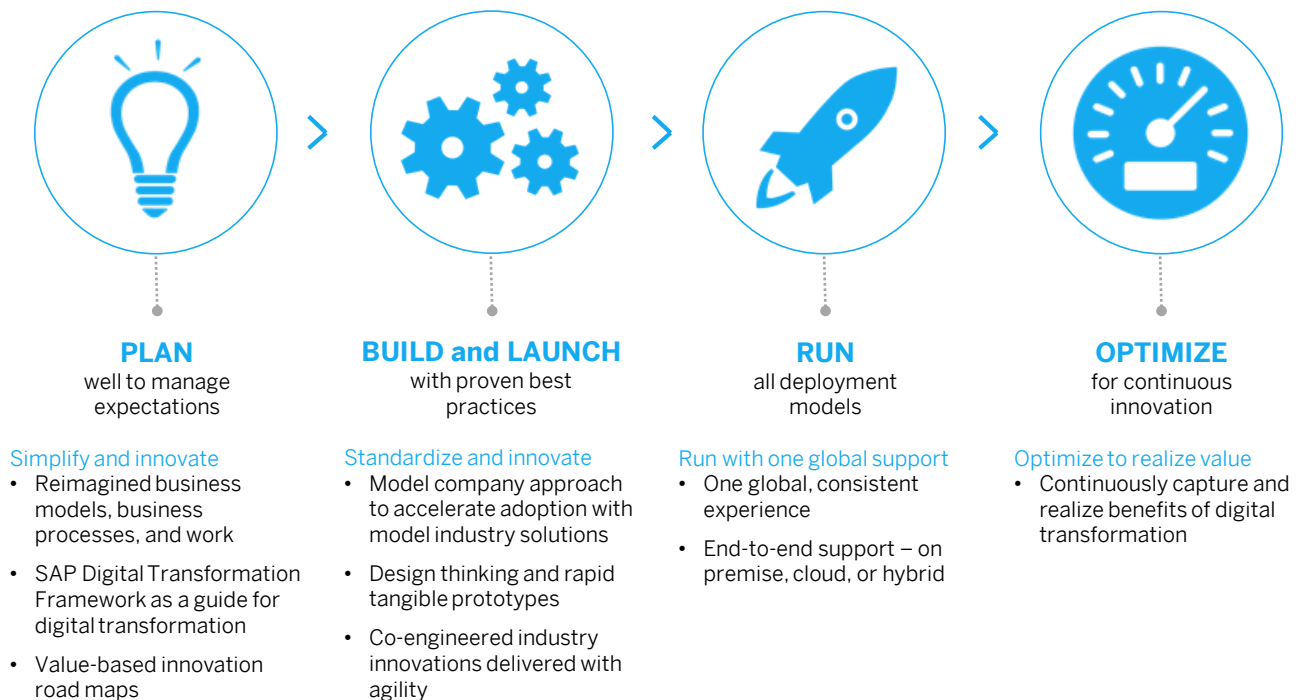 PLAN
well to manage
expectations
Simplify and innovate
• Reimagined business
models, business
processes, and work
• SAP Digital Transformation
Framework as a guide for
digital transformation
• Value-based innovation
road maps
BUILD and LAUNCH
with proven best
practices
Standardize and innovate
• Model company approach
to accelerate adoption with
model industry solutions
• Design thinking and rapid
tangible prototypes
• Co-engineered industry
innovations delivered with
agility
RUN
all deployment
models
Run with one global support
• One global, consistent
experience
• End-to-end support – on
premise, cloud, or hybrid
OPTIMIZE
for continuous
innovation
Optimize to realize value
• Continuously capture and
realize benefits of digital
transformation